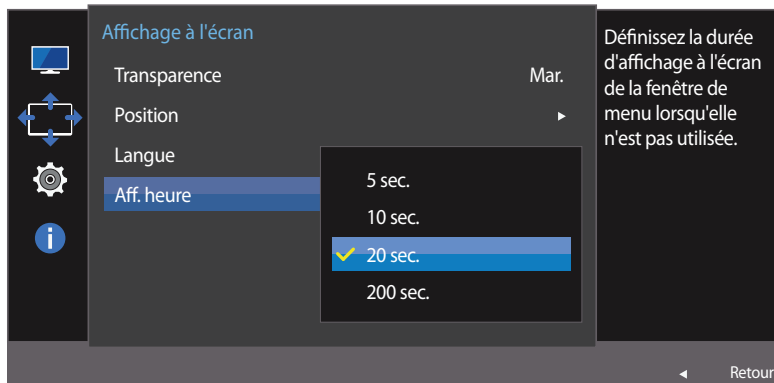 Affichage à l'écran
Transparence Mar.
Position ►
Langue
Aff. heure
5 sec.
10 sec.
20 sec.
200 sec.
Définissez la durée
d'affichage à l'écran
de la fenêtre de
menu lorsqu'elle
n'est pas utilisée.
◄ Retour